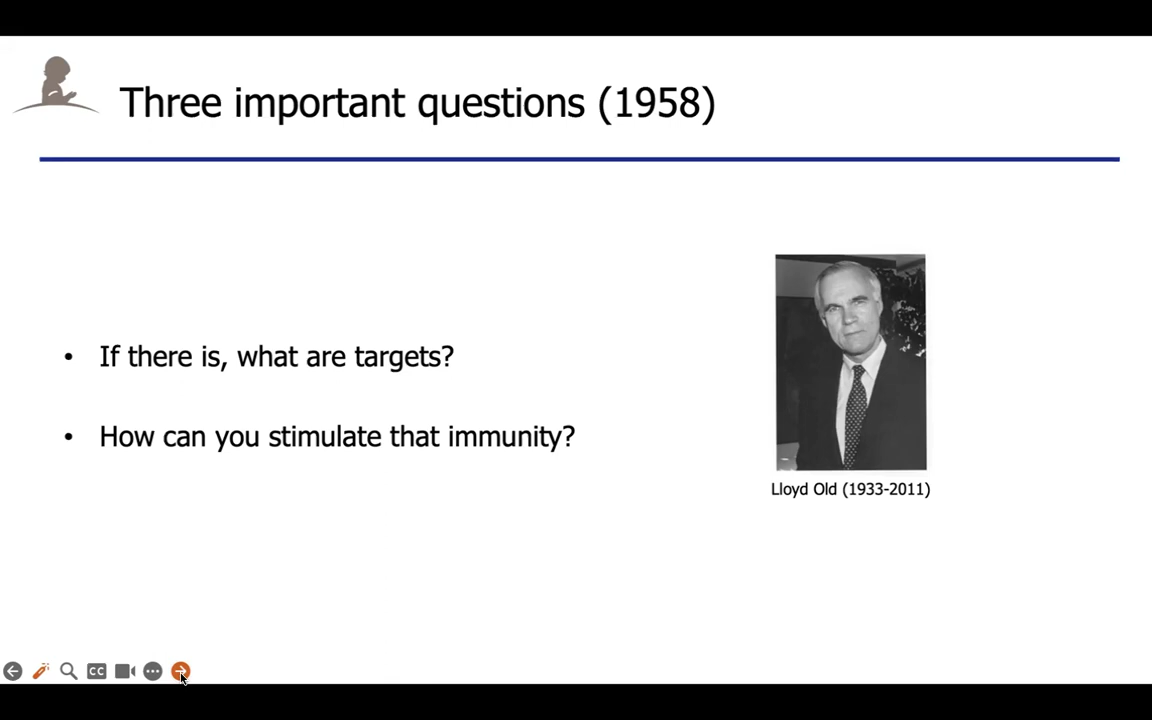 Three important questions (1958)
• If there is, what are targets?
• How can you stimulate that immunity?
Lloyd Old (1933-2011)
CC